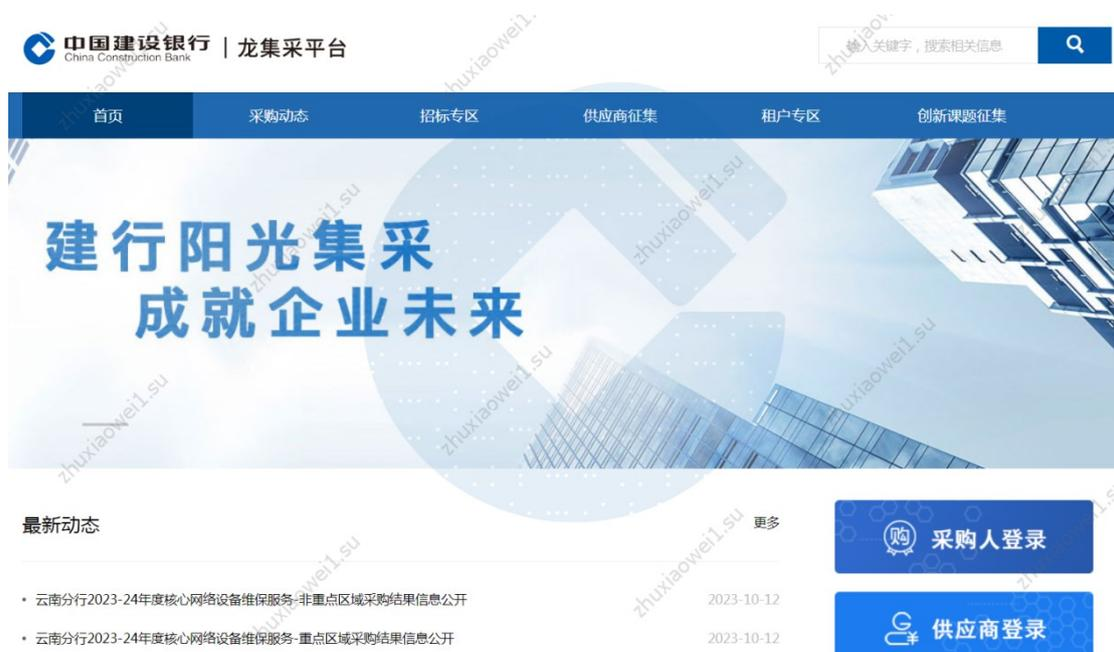 中国建设银行
China Construction Bank
龙集采平台
输入关键字，搜索相关信息
首页 采购动态 招标专区 供应商征集 租户专区 创新课题征集
建行阳光集采
成就企业未来
最新动态 更多
采购人登录
• 云南分行2023-24年度核心网络设备维保服务-非重点区域采购结果信息公开 2023-10-12
供应商登录
• 云南分行2023-24年度核心网络设备维保服务-重点区域采购结果信息公开 2023-10-12
zhuxiaowei1.su